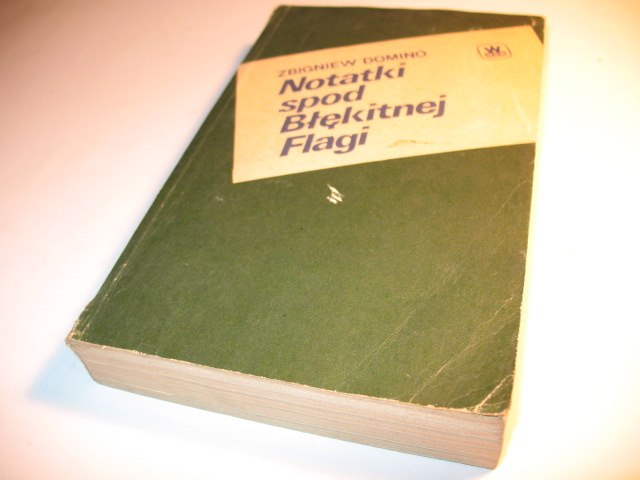 ZBIGNIEW DOMINO
Notatki
spod
Błękitnej
Flagi